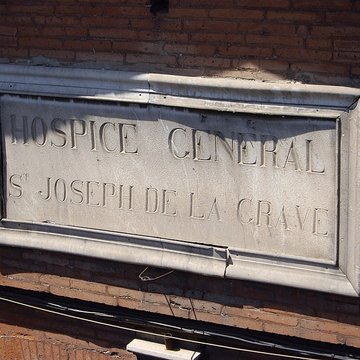 HOSPICE GENERAL
ST JOSEPH DE LA GRAVE